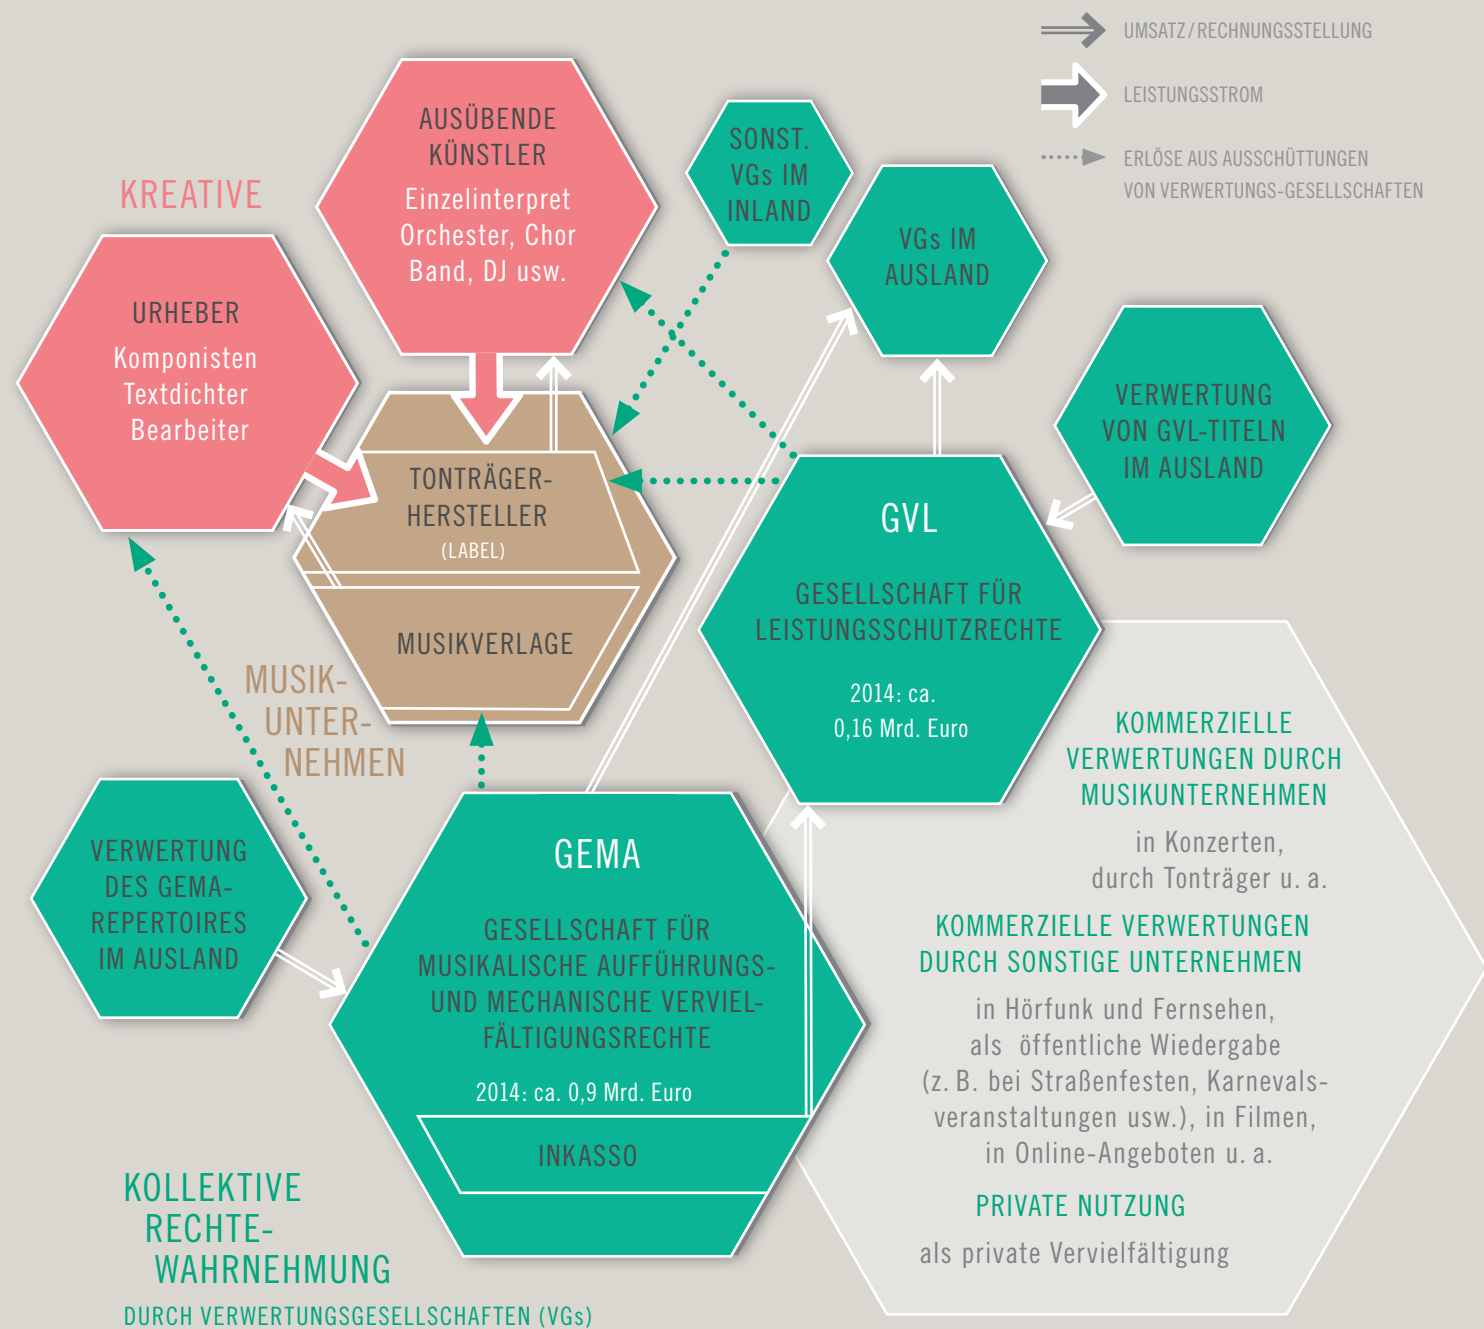 UMSATZ/RECHNUNGSSTELLUNG
LEISTUNGSSTROM
ERLÖSE AUS AUSSCHÜTTUNGEN
VON VERWERTUNGS-GESELLSCHAFTEN
KREATIVE
AUSÜBENDE
KÜNSTLER
Einzelinterpret
Orchester, Chor
Band, DJ usw.
SONST.
VGs IM
INLAND
VGs IM
AUSLAND
URHEBER
Komponisten
Textdichter
Bearbeiter
VERWERTUNG
VON GVL-TITELN
IM AUSLAND
TONTRÄGER-
HERSTELLER
(LABEL)
MUSIKVERLAGE
MUSIK-
UNTER-
NEHMEN
GVL
GESELLSCHAFT FÜR
LEISTUNGSSCHUTZRECHTE
2014: ca.
0,16 Mrd. Euro
VERWERTUNG
DES GEMA-
REPERTOIRES
IM AUSLAND
GEMA
GESELLSCHAFT FÜR
MUSIKALISCHE AUFFÜHRUNGS-
UND MECHANISCHE VERVIEL-
FÄLTIGUNGSRECHTE
2014: ca. 0,9 Mrd. Euro
INKASSO
KOMMERZIELLE
VERWERTUNGEN DURCH
MUSIKUNTERNEHMEN
in Konzerten,
durch Tonträger u. a.
KOMMERZIELLE VERWERTUNGEN
DURCH SONSTIGE UNTERNEHMEN
in Hörfunk und Fernsehen,
als öffentliche Wiedergabe
(z. B. bei Straßenfesten, Karnevals-
veranstaltungen usw.), in Filmen,
in Online-Angeboten u. a.
PRIVATE NUTZUNG
als private Vervielfältigung
KOLLEKTIVE
RECHTE-
WAHRNEHMUNG
DURCH VERWERTUNGSGESELLSCHAFTEN (VGs)